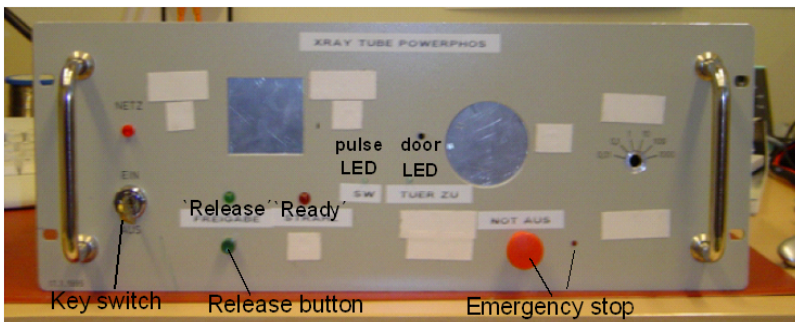 XRAY TUBE POWERPHOS
NETZ
pulse
LED
door
LED
EIN
SW
TUER ZU
`Release´
`Ready´
FREIGABE
AUS
NOT AUS
Key switch
Release button
Emergency stop